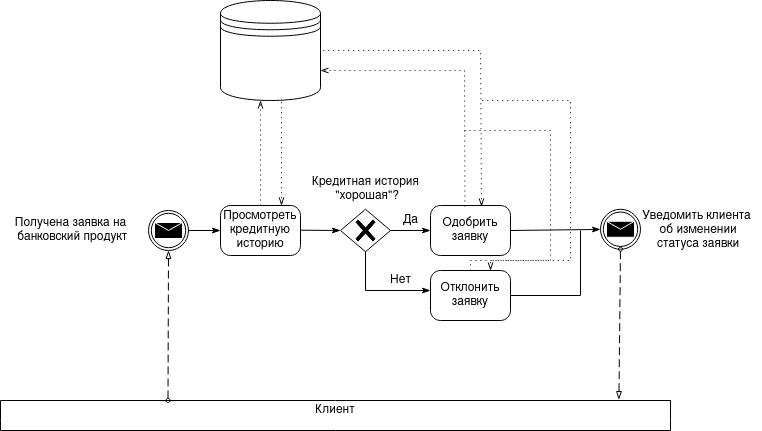 Кредитная история
"хорошая"?
Получена заявка на
банковский продукт
Просмотреть
кредитную
историю
Да
Одобрить
заявку
Уведомить клиента
об изменении
статуса заявки
Нет
Отклонить
заявку
Клиент